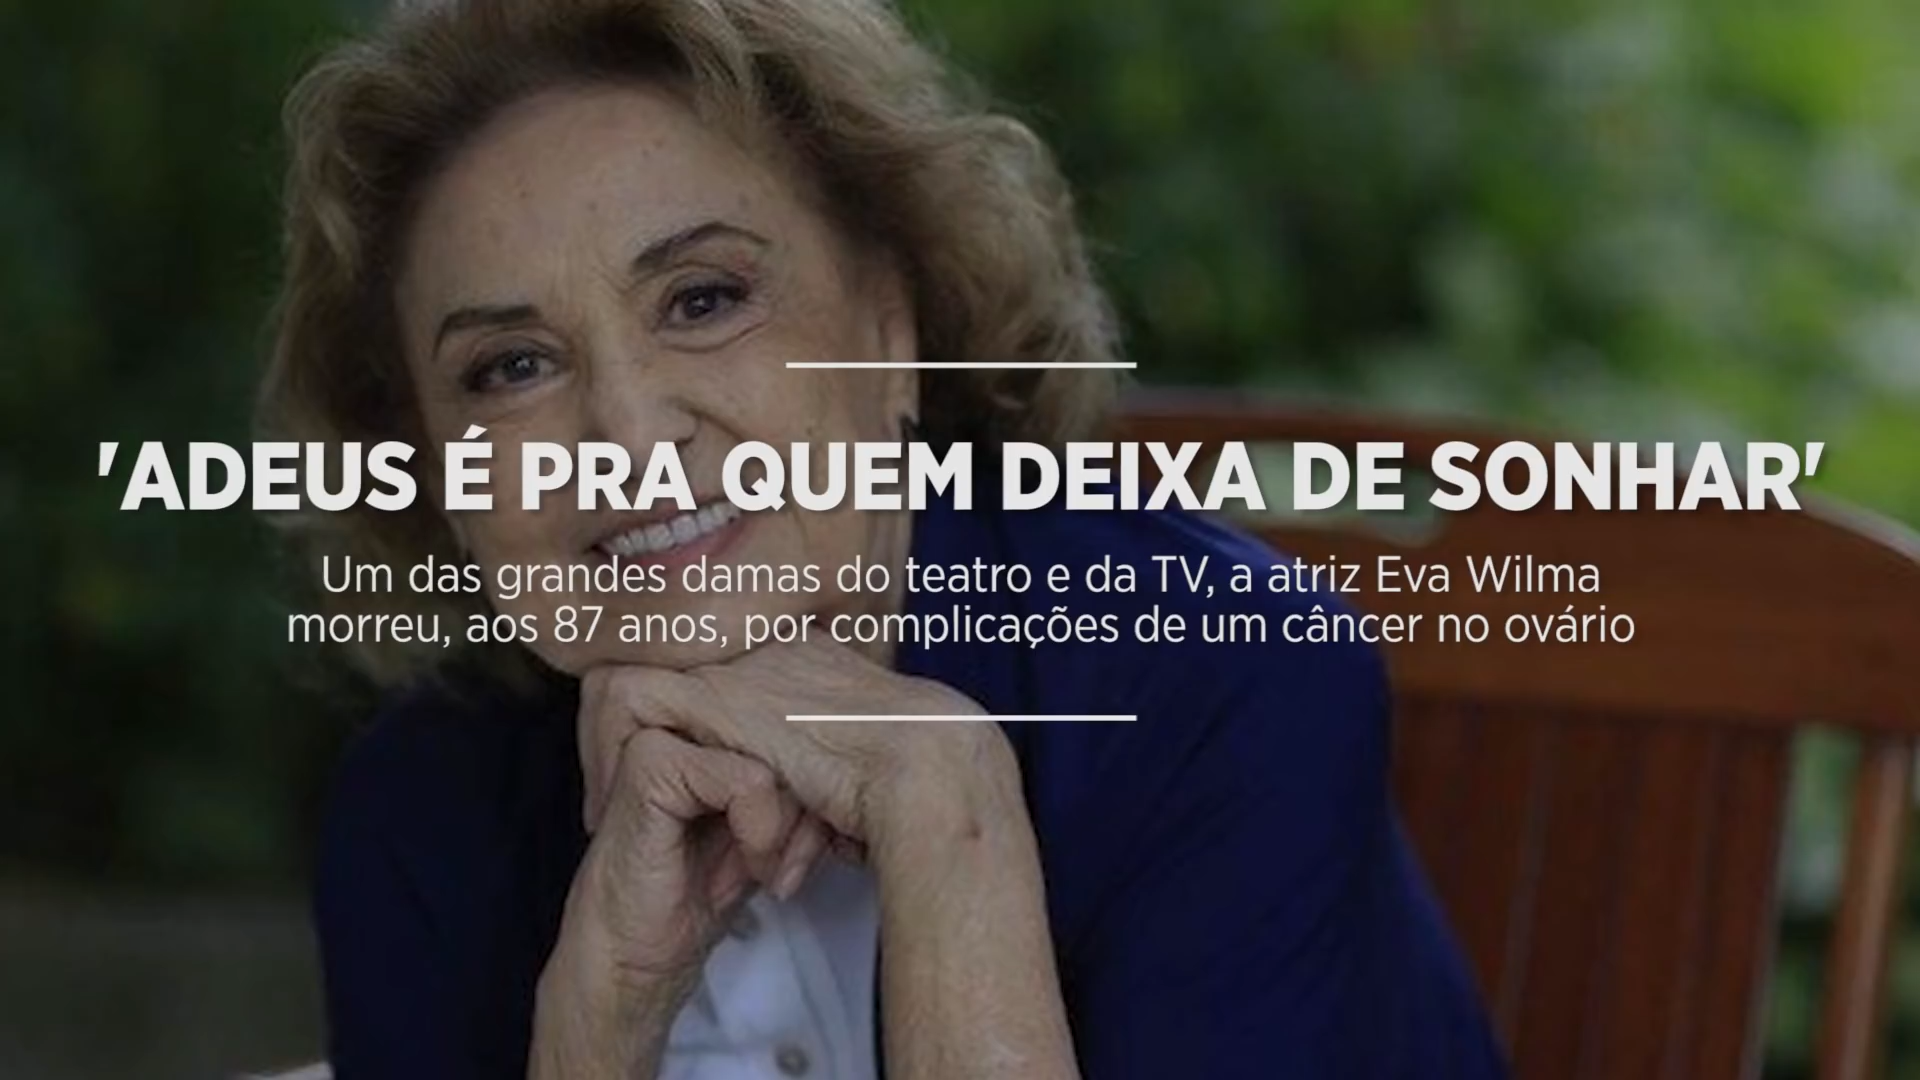 'ADEUS É PRA QUEM DEIXA DE SONHAR'
Um das grandes damas do teatro e da TV, a atriz Eva Wilma
morreu, aos 87 anos, por complicações de um câncer no ovário